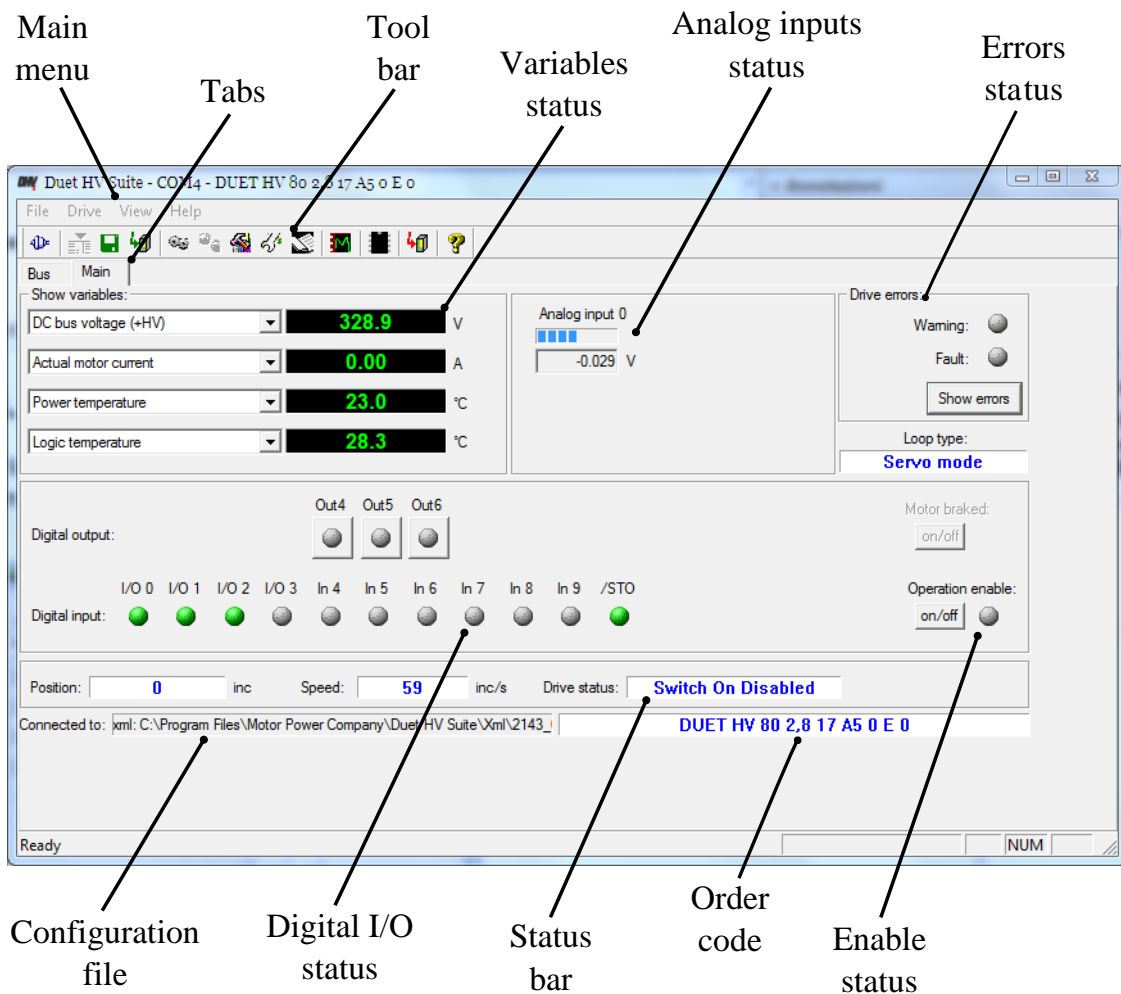 Main
menu
Tabs
Tool
bar
Variables
status
Analog inputs
status
Errors
status
Duet HV Suite - COM4 - DUET HV 80 2,8 17 A5 0 E 0
File Drive View Help
Bus Main
Show variables:
DC bus voltage (+HV) 328.9 V
Actual motor current 0.00 A
Power temperature 23.0 °C
Logic temperature 28.3 °C
Analog input 0
-0.029 V
Drive errors:
Warning:
Fault:
Show errors
Loop type:
Servo mode
Out4 Out5 Out6
Digital output:
Motor braked:
on/off
I/O 0 I/O 1 I/O 2 I/O 3 In 4 In 5 In 6 In 7 In 8 In 9 /STO
Digital input:
Operation enable:
on/off
Position: 0 inc Speed: 59 inc/s Drive status: Switch On Disabled
Connected to: xml: C:\Program Files\Motor Power Company\Duet HV Suite\Xml\2143_ DUET HV 80 2,8 17 A5 0 E 0
Ready NUM
Configuration
file
Digital I/O
status
Status
bar
Order
code
Enable
status